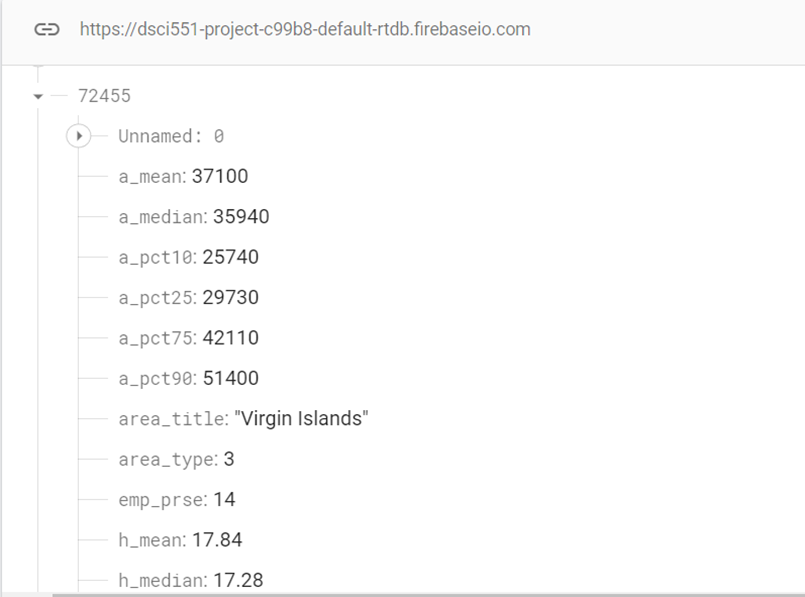 https://dsci551-project-c99b8-default-rtdb.firebaseio.com
72455
Unnamed: 0
a_mean: 37100
a_median: 35940
a_pct10: 25740
a_pct25: 29730
a_pct75: 42110
a_pct90: 51400
area_title: "Virgin Islands"
area_type: 3
emp_prse: 14
h_mean: 17.84
h_median: 17.28